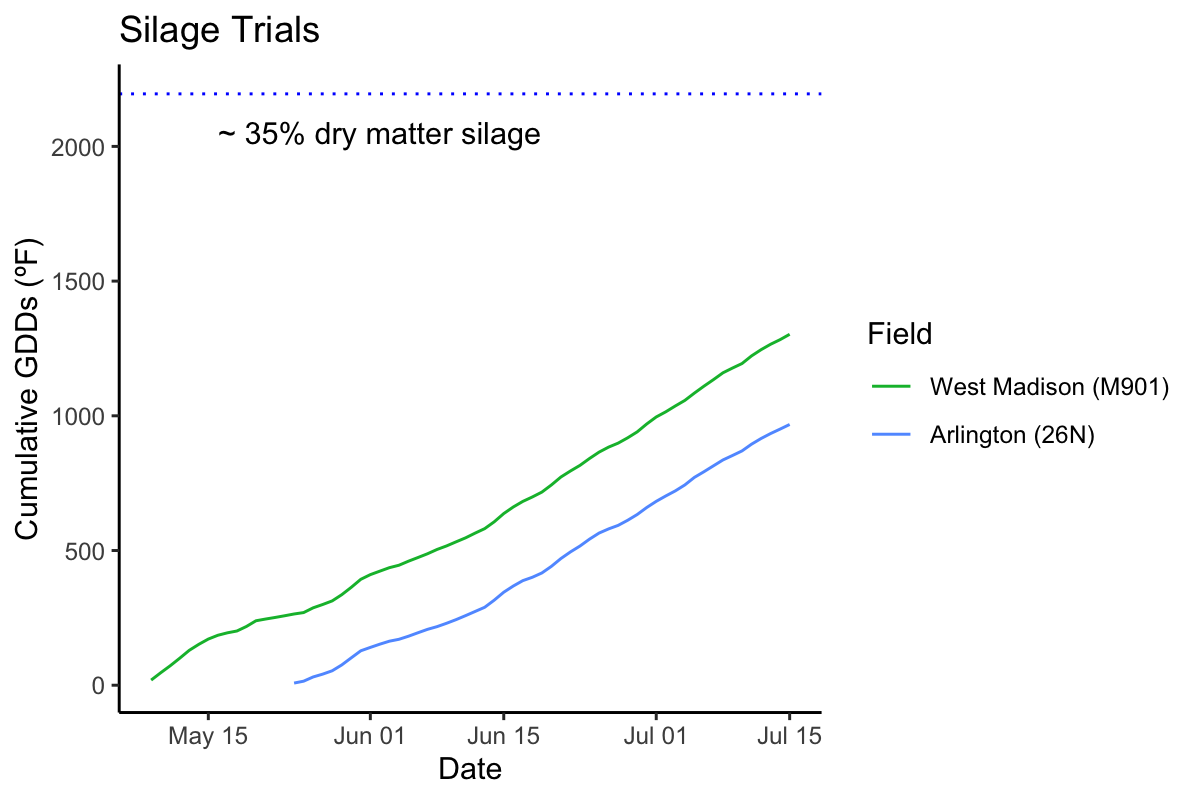 Silage Trials
~ 35% dry matter silage
2000
1500
1000
500
0
Cumulative GDDs (ºF)
May 15
Jun 01
Jun 15
Jul 01
Jul 15
Date
Field
West Madison (M901)
Arlington (26N)